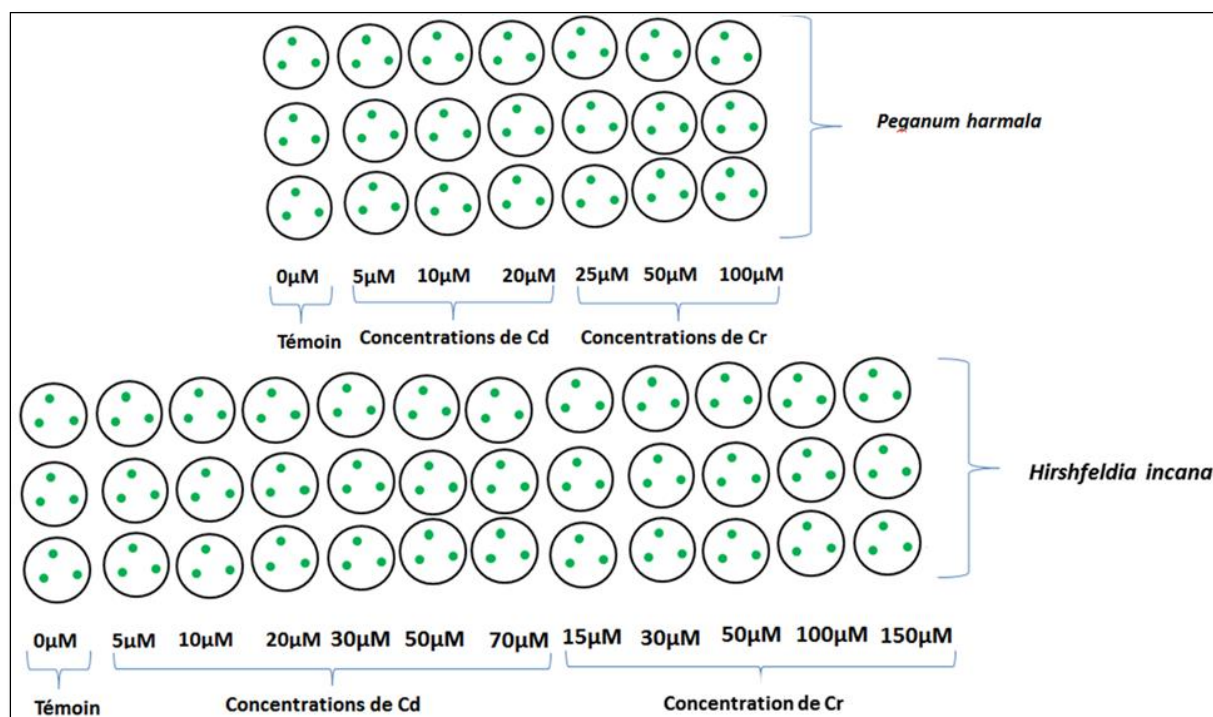 Peganum harmala
0µM 5µM 10µM 20µM 25µM 50µM 100µM
Témoin Concentrations de Cd Concentrations de Cr
Hirshfeldia incana
0µM 5µM 10µM 20µM 30µM 50µM 70µM 15µM 30µM 50µM 100µM 150µM
Témoin Concentrations de Cd Concentration de Cr